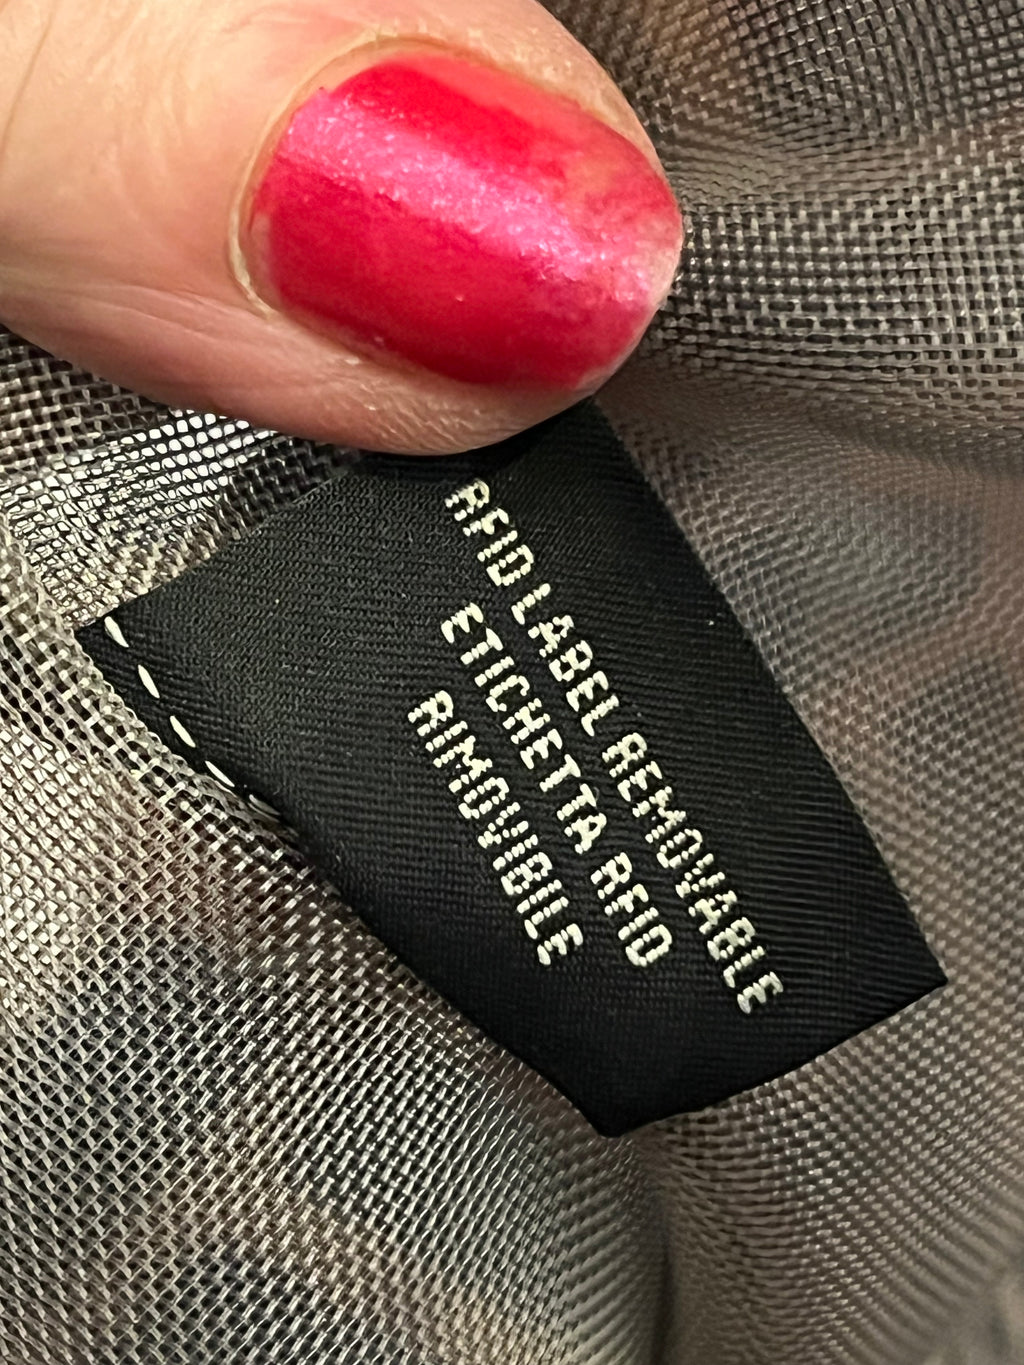 RFID LABEL REMOVABLE
ETICHETTA RFID
RIMOVIBILE